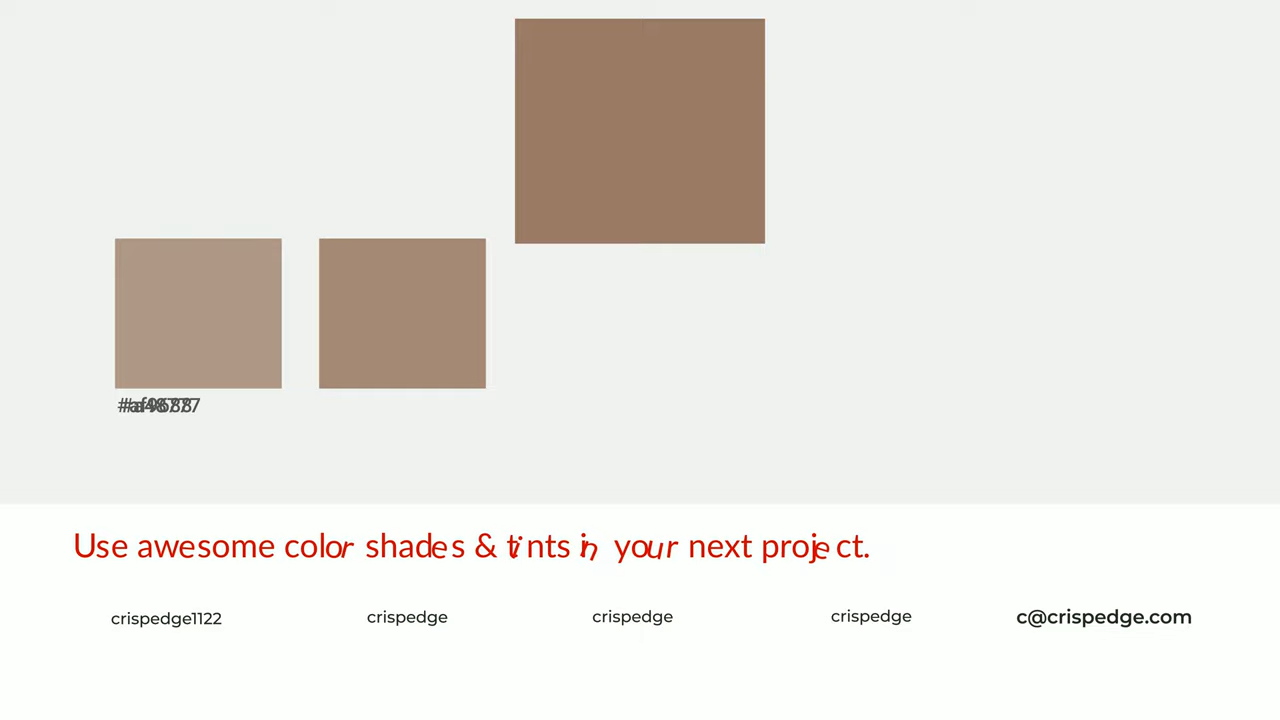 Use awesome color shades & tints in your next project.
crispedge1122 crispedge crispedge crispedge c@crispedge.com